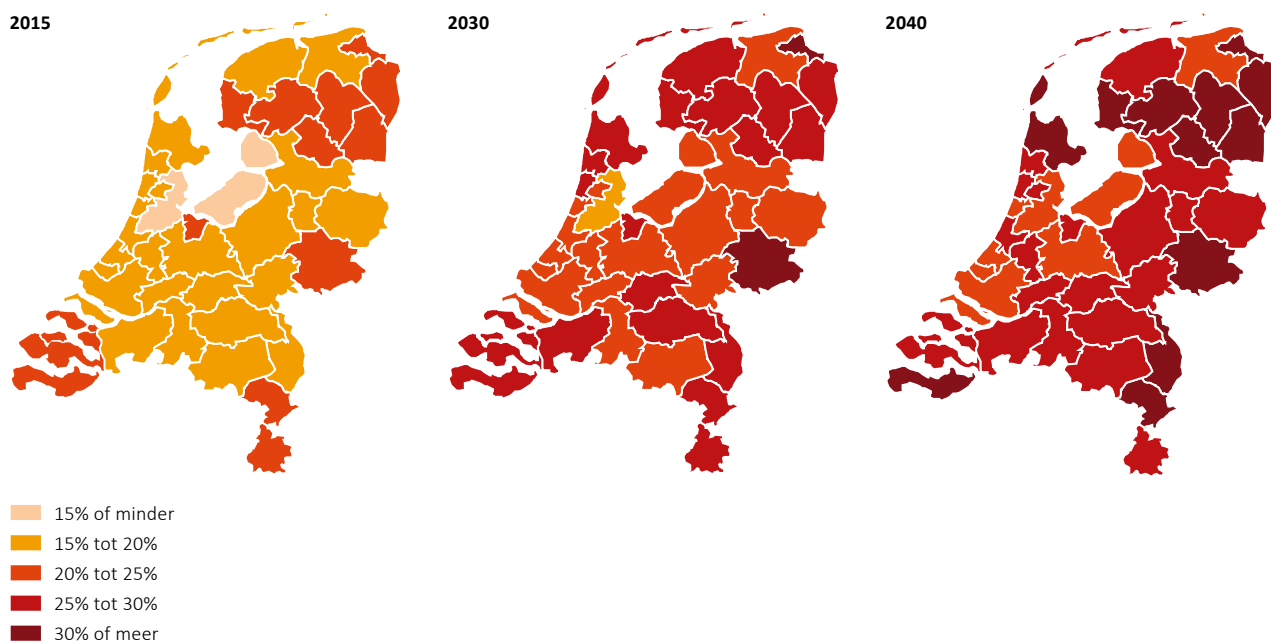 2015
2030
2040
15% of minder
15% tot 20%
20% tot 25%
25% tot 30%
30% of meer